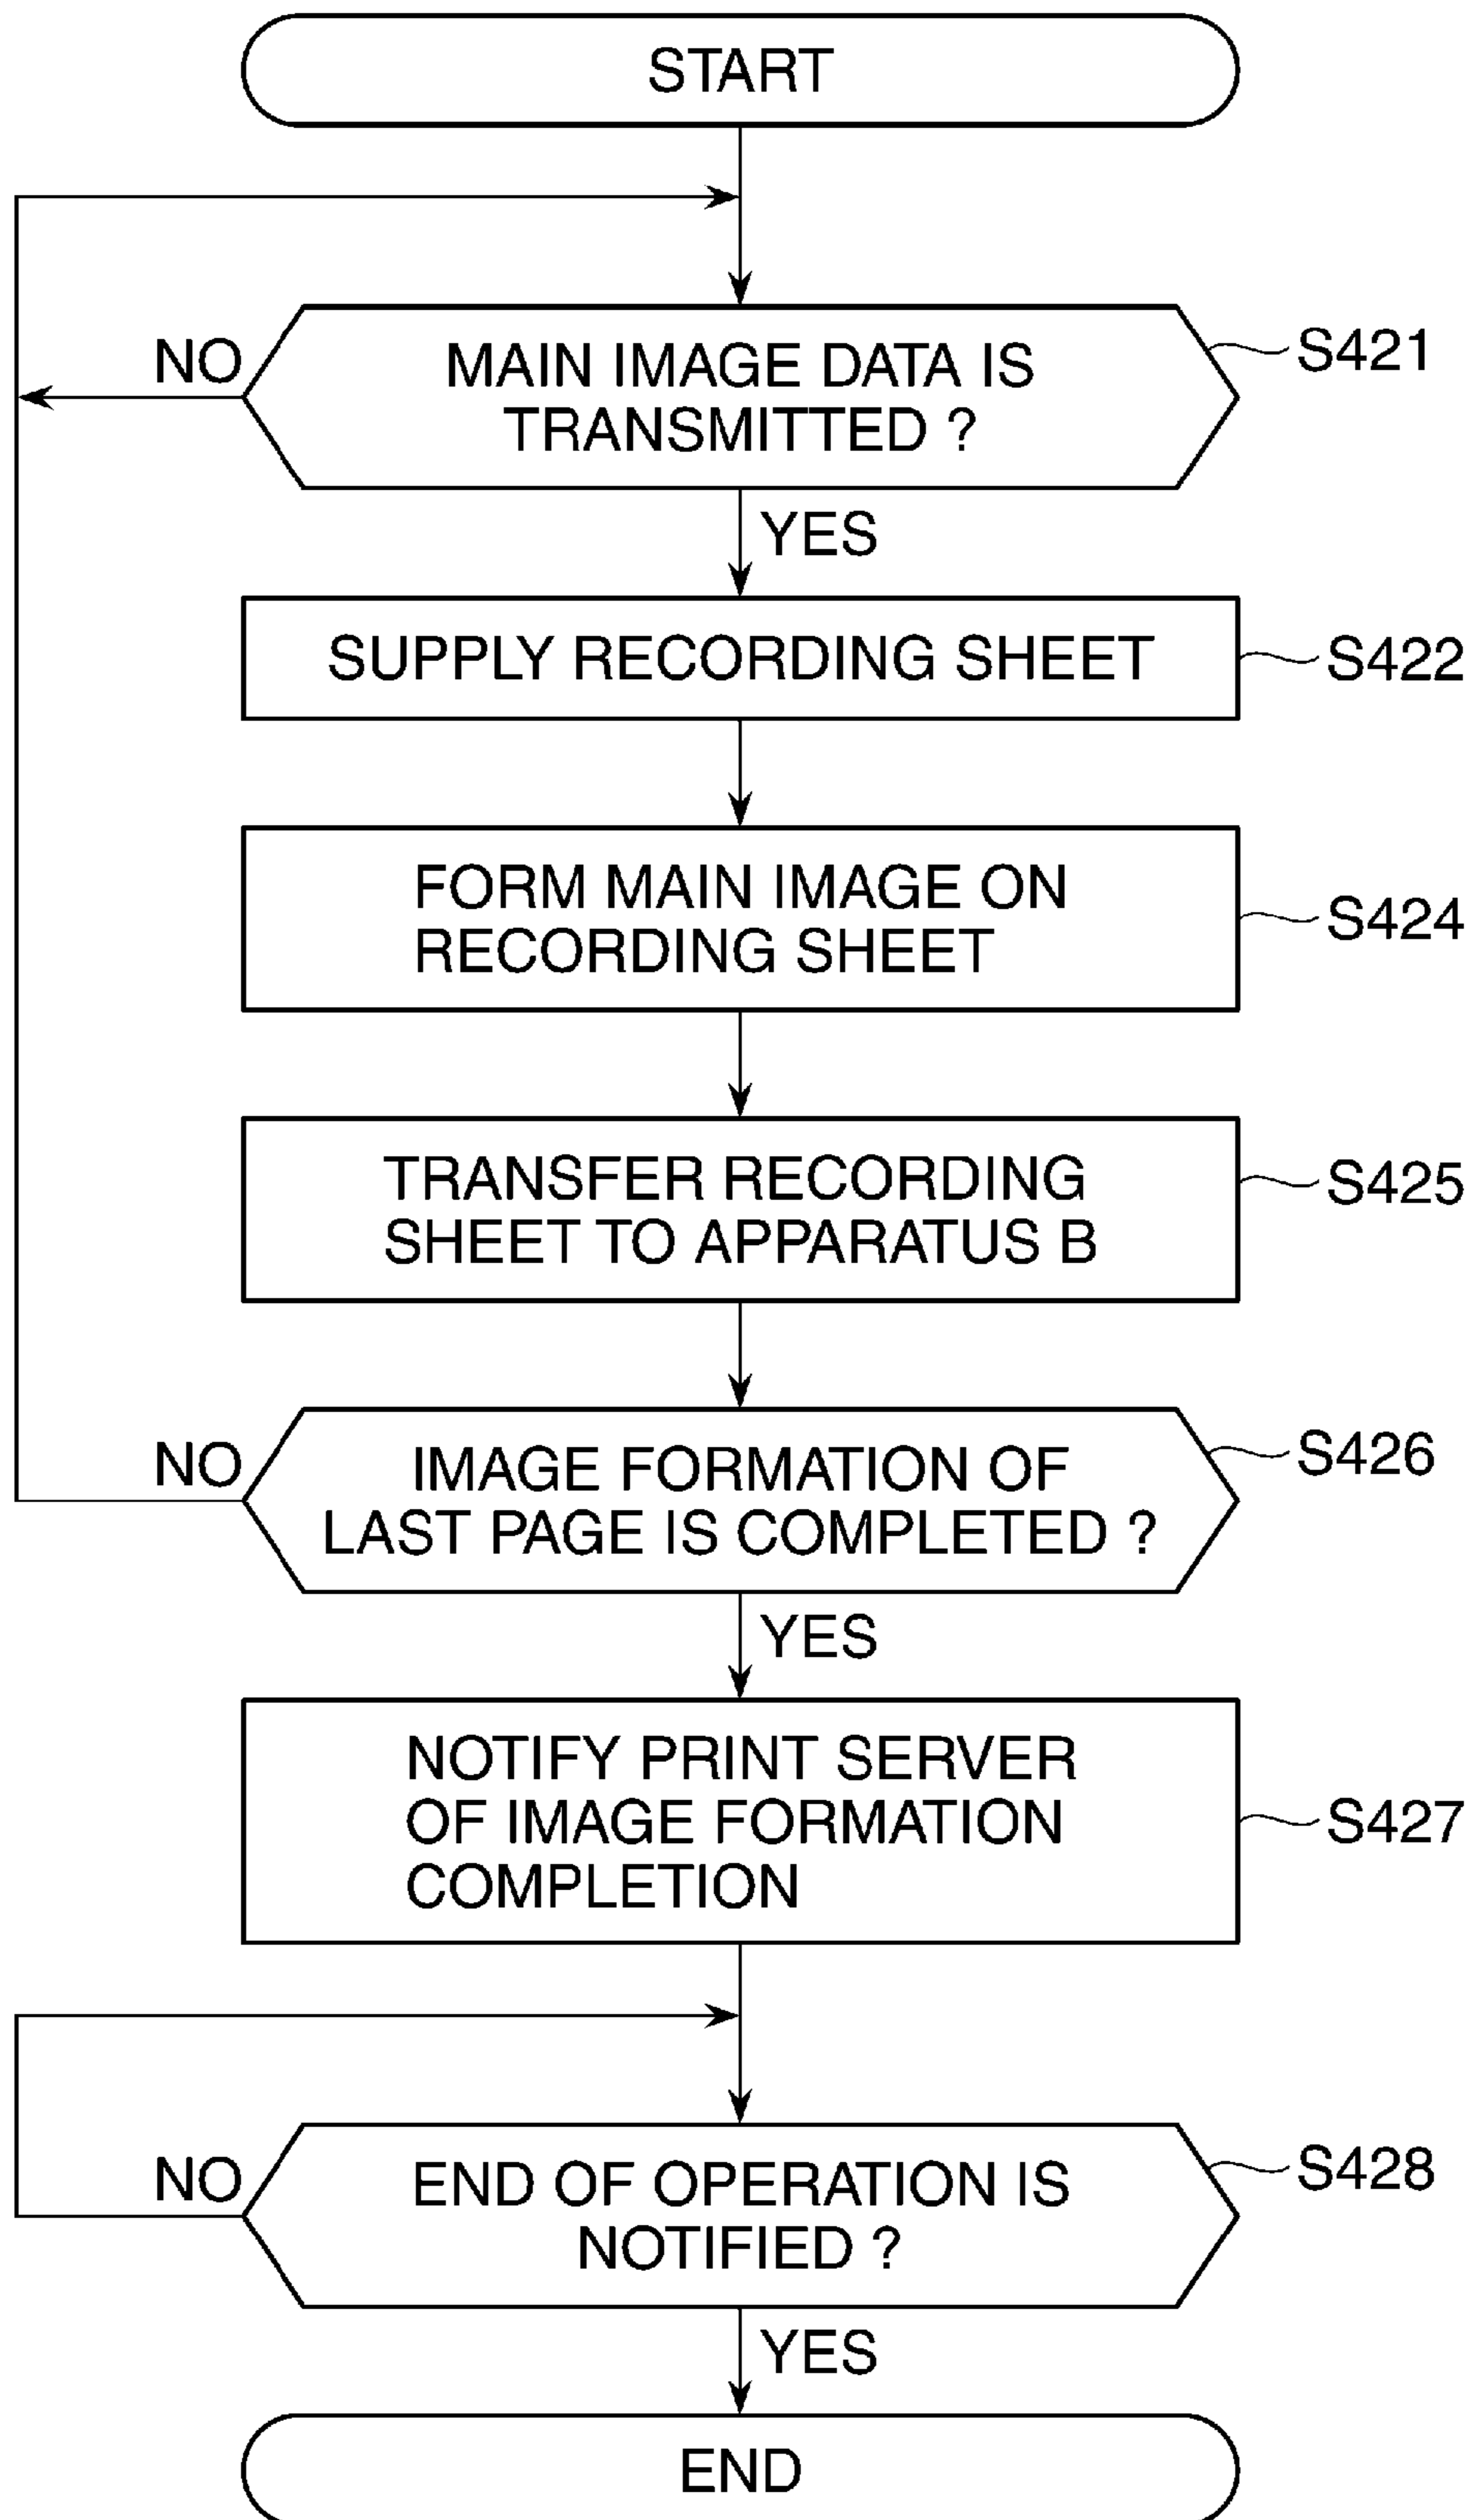 START
NO
MAIN IMAGE DATA IS
TRANSMITTED ?
S421
YES
SUPPLY RECORDING SHEET
S422
FORM MAIN IMAGE ON
RECORDING SHEET
S424
TRANSFER RECORDING
SHEET TO APPARATUS B
S425
NO
IMAGE FORMATION OF
LAST PAGE IS COMPLETED ?
S426
YES
NOTIFY PRINT SERVER
OF IMAGE FORMATION
COMPLETION
S427
NO
END OF OPERATION IS
NOTIFIED ?
S428
YES
END